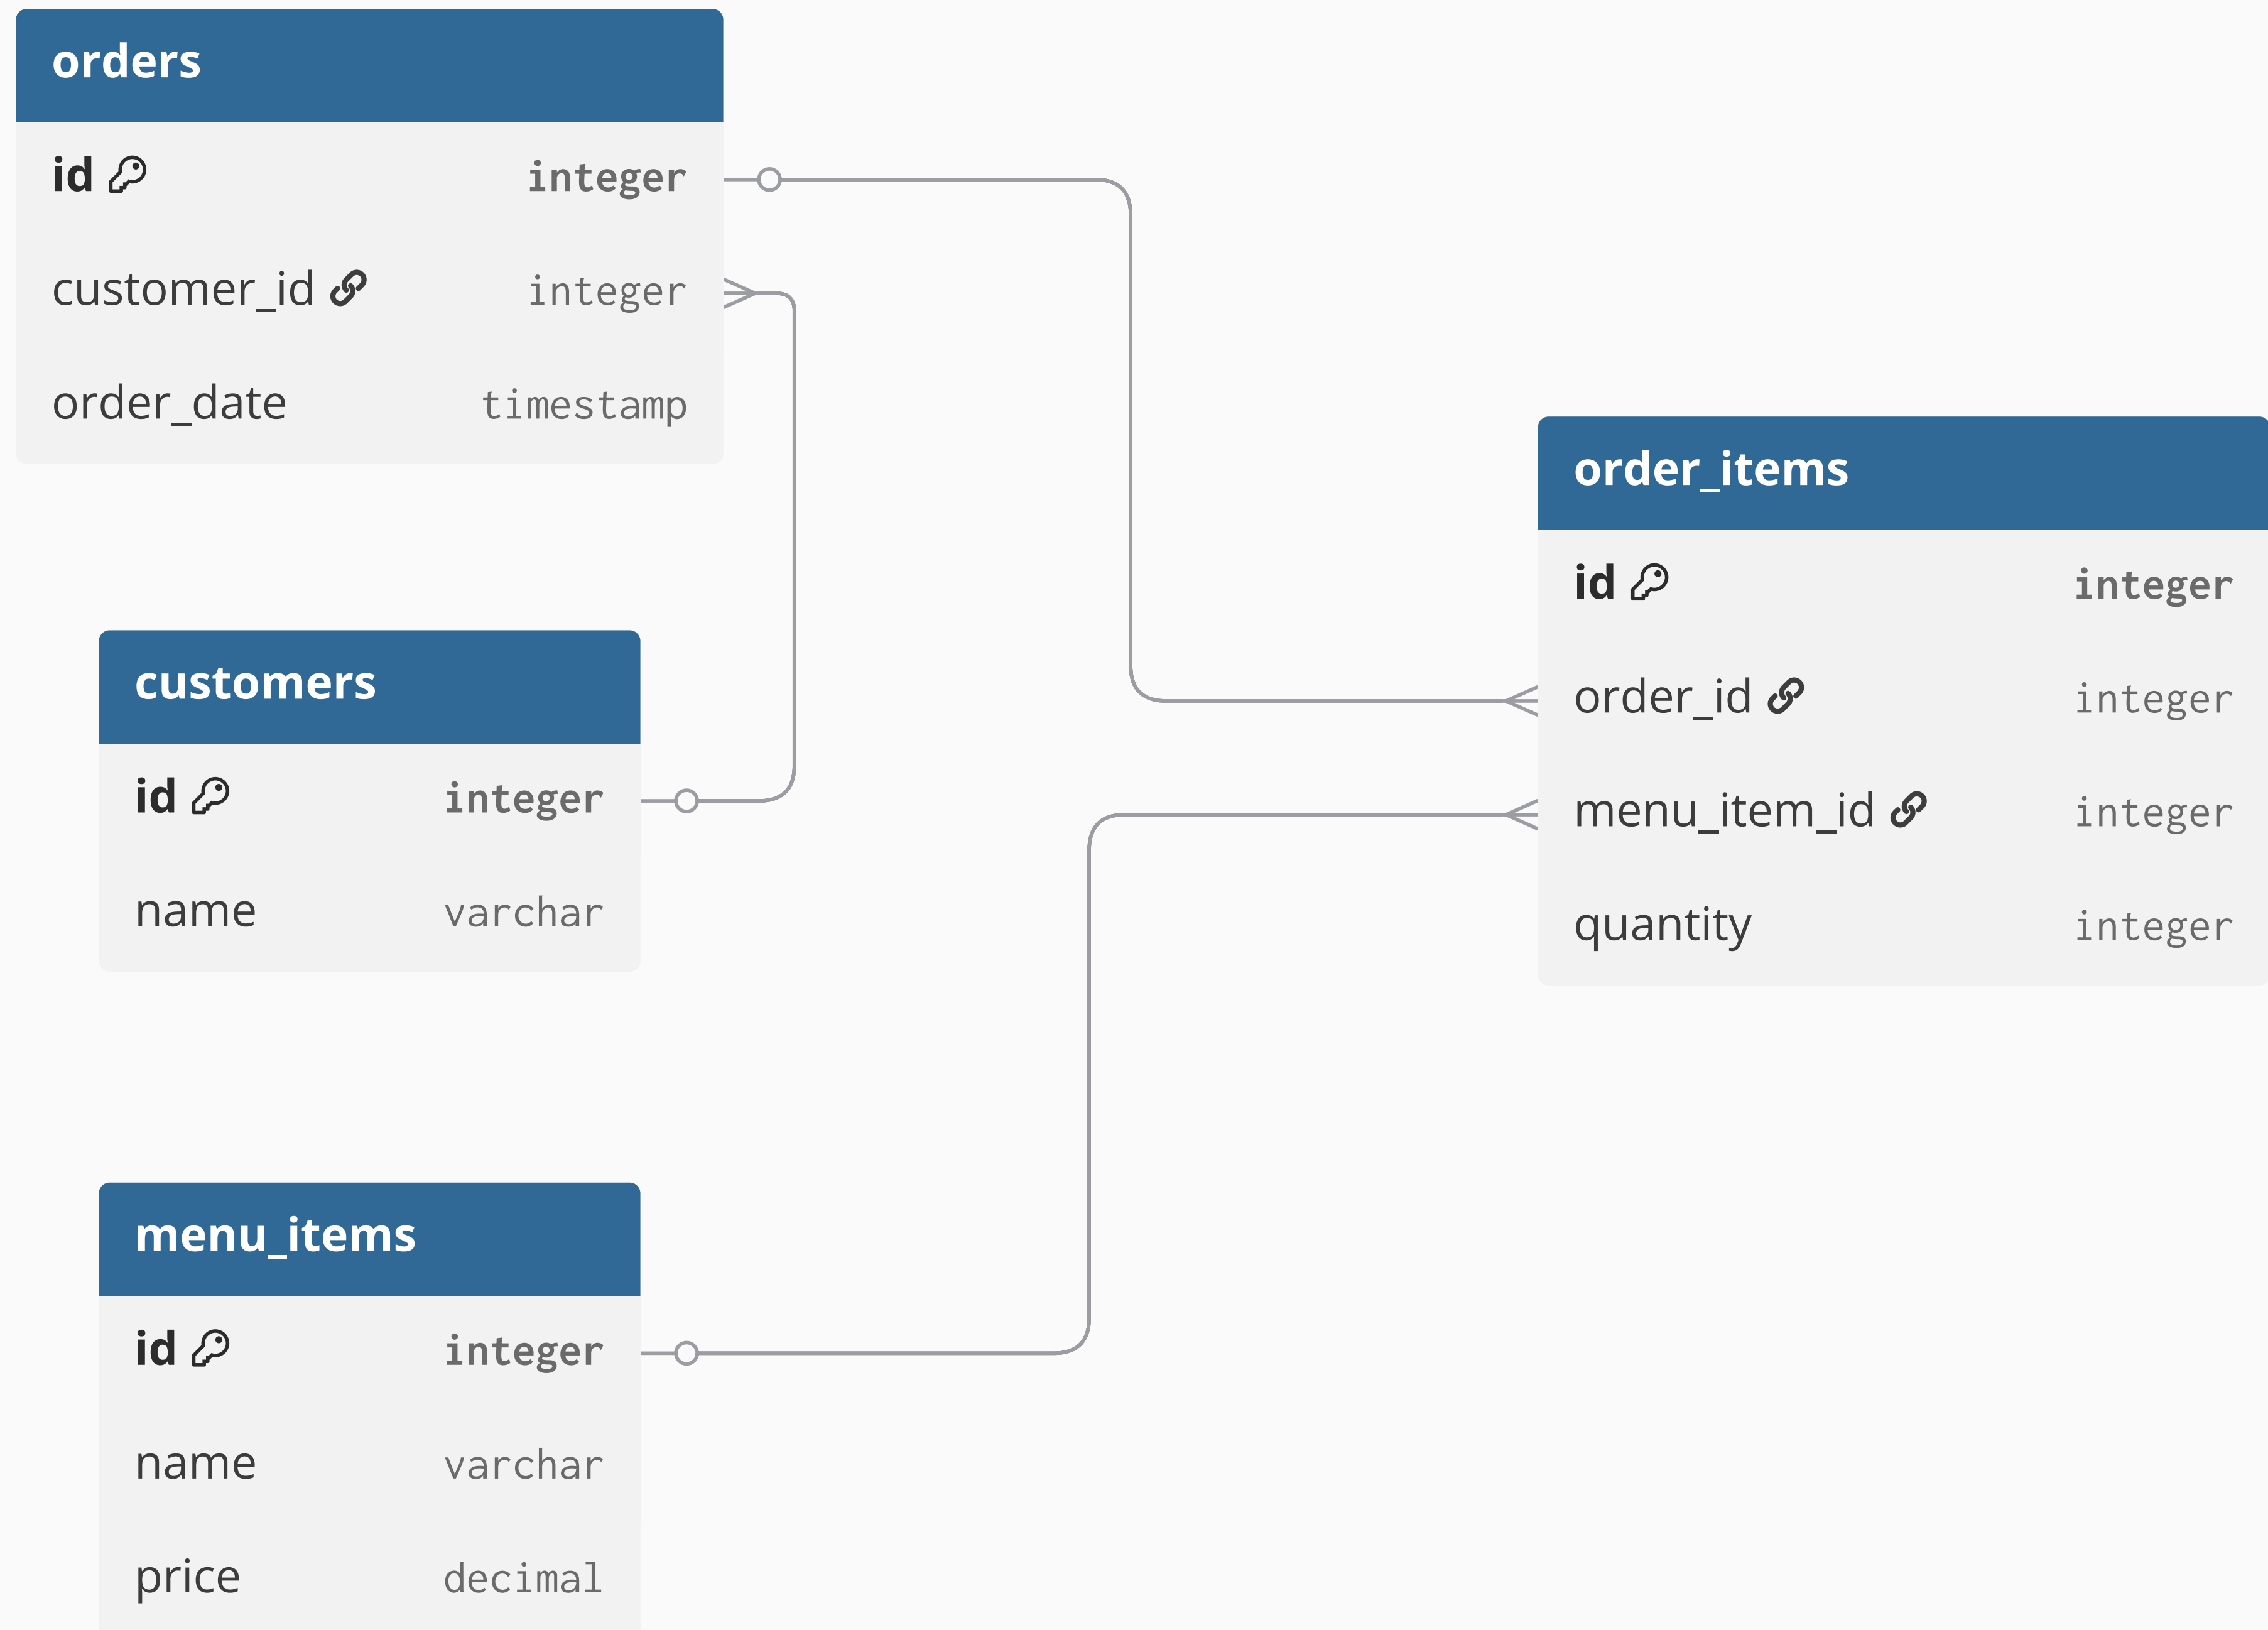 orders
id integer
customer_id integer
order_date timestamp
customers
id integer
name varchar
menu_items
id integer
name varchar
price decimal
order_items
id integer
order_id integer
menu_item_id integer
quantity integer